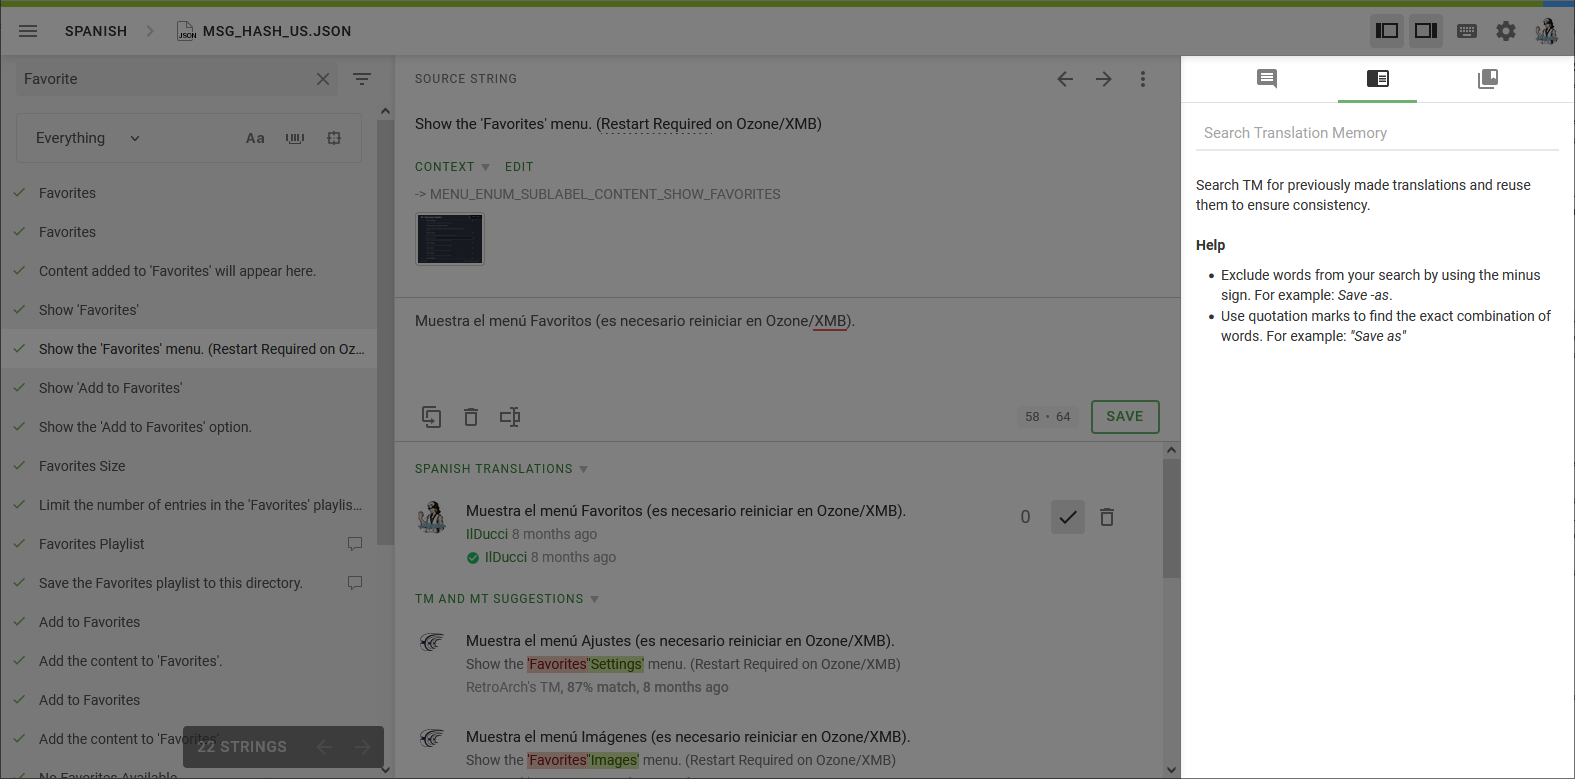 SPANISH
JSON
MSG_HASH_US.JSON
Favorite
Everything
Aa
Favorites
Favorites
Content added to 'Favorites' will appear here.
Show 'Favorites'
Show the 'Favorites' menu. (Restart Required on Oz...
Show 'Add to Favorites'
Show the 'Add to Favorites' option.
Favorites Size
Limit the number of entries in the 'Favorites' playlis...
Favorites Playlist
Save the Favorites playlist to this directory.
Add to Favorites
Add the content to 'Favorites'.
Add to Favorites
Add the content to 'Favorites'.
No Favorites Available
22 STRINGS
SOURCE STRING
Show the 'Favorites' menu. (Restart Required on Ozone/XMB)
CONTEXT EDIT
-> MENU_ENUM_SUBLABEL_CONTENT_SHOW_FAVORITES
Muestra el menú Favoritos (es necesario reiniciar en Ozone/XMB).
58 • 64
SAVE
SPANISH TRANSLATIONS
Muestra el menú Favoritos (es necesario reiniciar en Ozone/XMB).
0
IlDucci 8 months ago
IlDucci 8 months ago
TM AND MT SUGGESTIONS
Muestra el menú Ajustes (es necesario reiniciar en Ozone/XMB).
Show the 'Favorites''Settings' menu. (Restart Required on Ozone/XMB)
RetroArch's TM, 87% match, 8 months ago
Muestra el menú Imágenes (es necesario reiniciar en Ozone/XMB).
Show the 'Favorites''Images' menu. (Restart Required on Ozone/XMB)
Search Translation Memory
Search TM for previously made translations and reuse
them to ensure consistency.
Help
• Exclude words from your search by using the minus
sign. For example: Save -as.
• Use quotation marks to find the exact combination of
words. For example: "Save as"